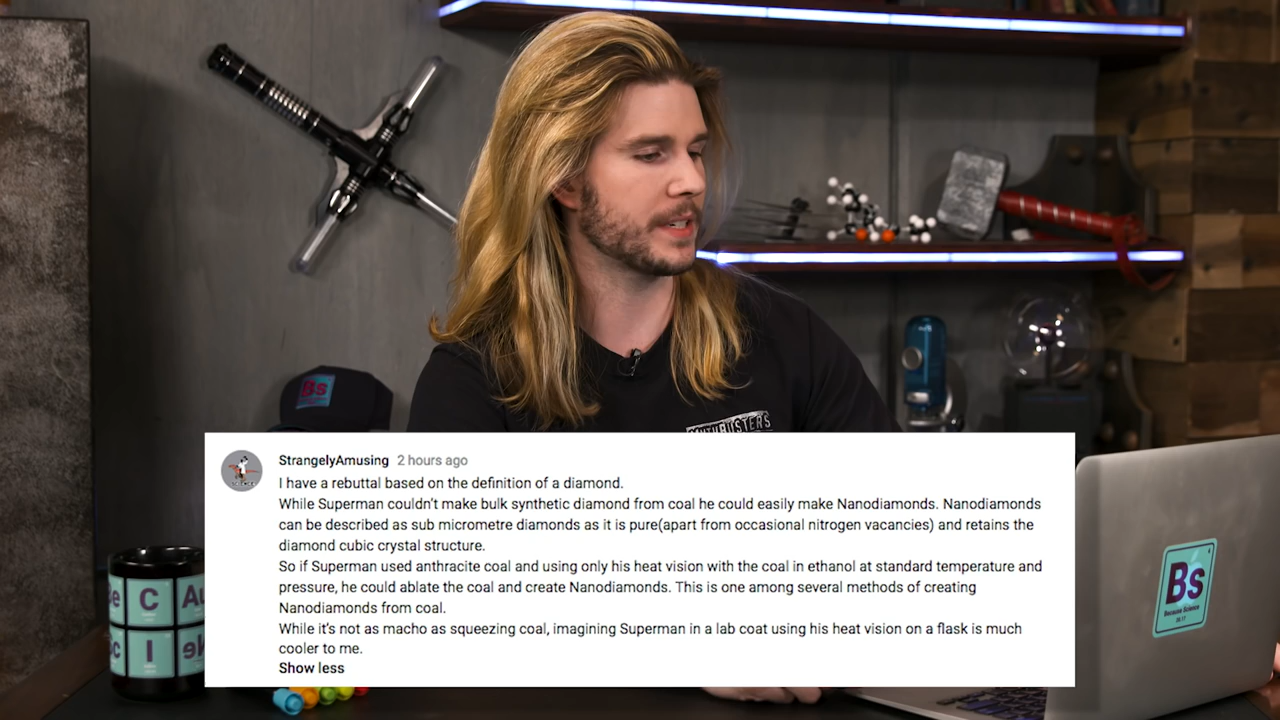 Bs
MYTHBUSTERS
StrangelyAmusing 2 hours ago
I have a rebuttal based on the definition of a diamond.
While Superman couldn't make bulk synthetic diamond from coal he could easily make Nanodiamonds. Nanodiamonds
can be described as sub micrometre diamonds as it is pure(apart from occasional nitrogen vacancies) and retains the
diamond cubic crystal structure.
So if Superman used anthracite coal and using only his heat vision with the coal in ethanol at standard temperature and
pressure, he could ablate the coal and create Nanodiamonds. This is one among several methods of creating
Nanodiamonds from coal.
While it's not as macho as squeezing coal, imagining Superman in a lab coat using his heat vision on a flask is much
cooler to me.
Show less
Be C Au
I
Bs
Because Science